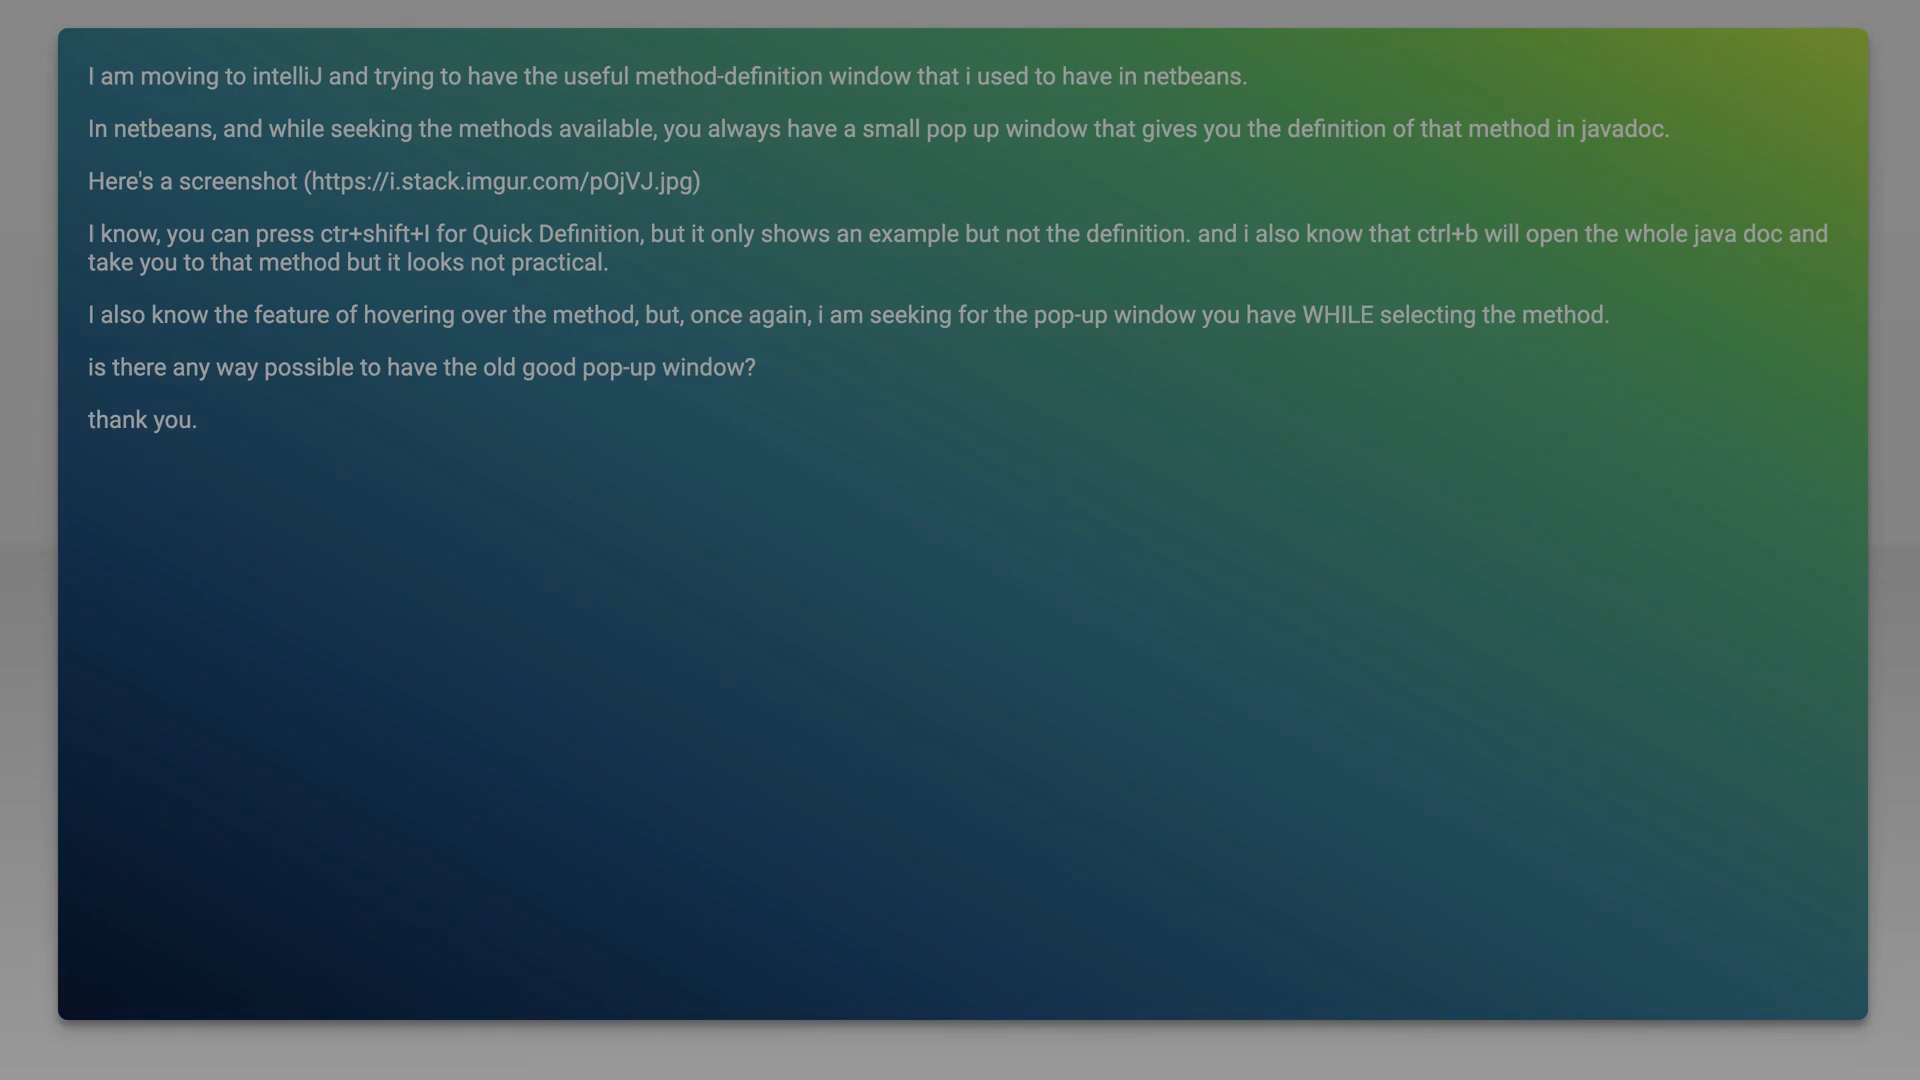 I am moving to intelliJ and trying to have the useful method-definition window that i used to have in netbeans.
In netbeans, and while seeking the methods available, you always have a small pop up window that gives you the definition of that method in javadoc.
Here's a screenshot (https://i.stack.imgur.com/pOjVJ.jpg)
I know, you can press ctr+shift+I for Quick Definition, but it only shows an example but not the definition. and i also know that ctrl+b will open the whole java doc and
take you to that method but it looks not practical.
I also know the feature of hovering over the method, but, once again, i am seeking for the pop-up window you have WHILE selecting the method.
is there any way possible to have the old good pop-up window?
thank you.